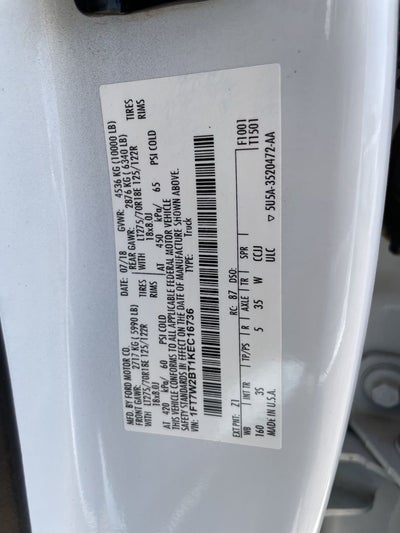 MFD. BY FORD MOTOR CO.
DATE: 07/18 GVWR: 4536 KG (10000 LB)
FRONT GAWR: 2717 KG ( 5990 LB) REAR GAWR: 2876 KG ( 6340 LB)
LT275/70R18E 125/122R TIRES WITH LT275/70R18E 125/122R TIRES
18x8.0J RIMS 18x8.0J RIMS
AT 420 kPa/ 60 PSI COLD AT 450 kPa/ 65 PSI COLD
THIS VEHICLE CONFORMS TO ALL APPLICABLE FEDERAL MOTOR VEHICLE
SAFETY STANDARDS IN EFFECT ON THE DATE OF MANUFACTURE SHOWN ABOVE.
VIN: 1FT7W2BT1KEC16736 TYPE: Truck
F1001
T1501
EXT PNT: Z1 RC: 87 DSO:
WB INT TR TP/PS R AXLE TR SPR
160 35 5 35 W CCJJ
MADE IN U.S.A. ULC
▽ 5U5A-3520472-AA